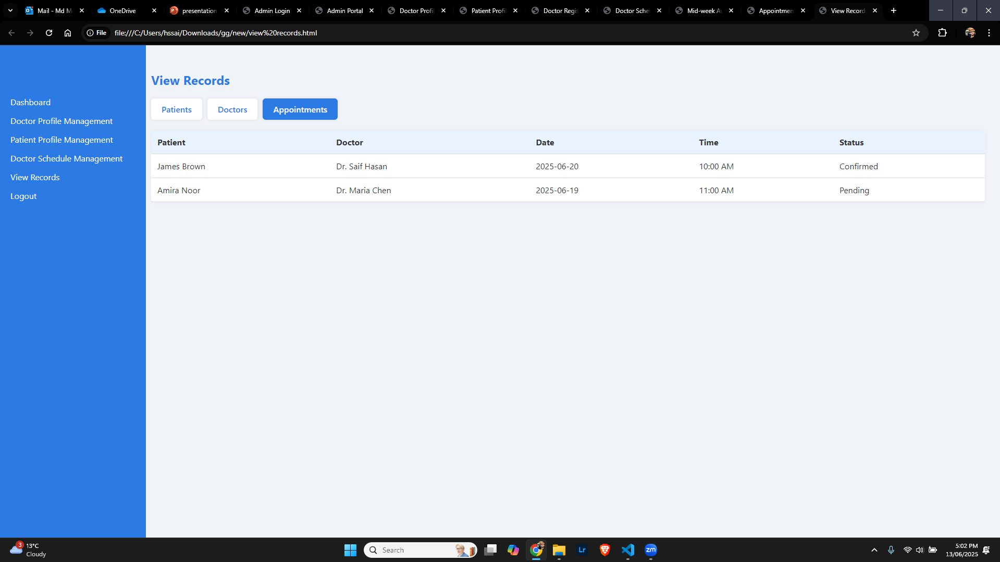 Mail - Md M
OneDrive
presentation
Admin Login
Admin Portal
Doctor Profil
Patient Profil
Doctor Regis
Doctor Sche
Mid-week A
Appointmen
View Record
File
file:///C:/Users/hssai/Downloads/gg/new/view%20records.html
Dashboard
Doctor Profile Management
Patient Profile Management
Doctor Schedule Management
View Records
Logout
View Records
Patients Doctors Appointments
Patient Doctor Date Time Status
James Brown Dr. Saif Hasan 2025-06-20 10:00 AM Confirmed
Amira Noor Dr. Maria Chen 2025-06-19 11:00 AM Pending
3
13°C
Cloudy
Search
Lr
zm
5:02 PM
13/06/2025